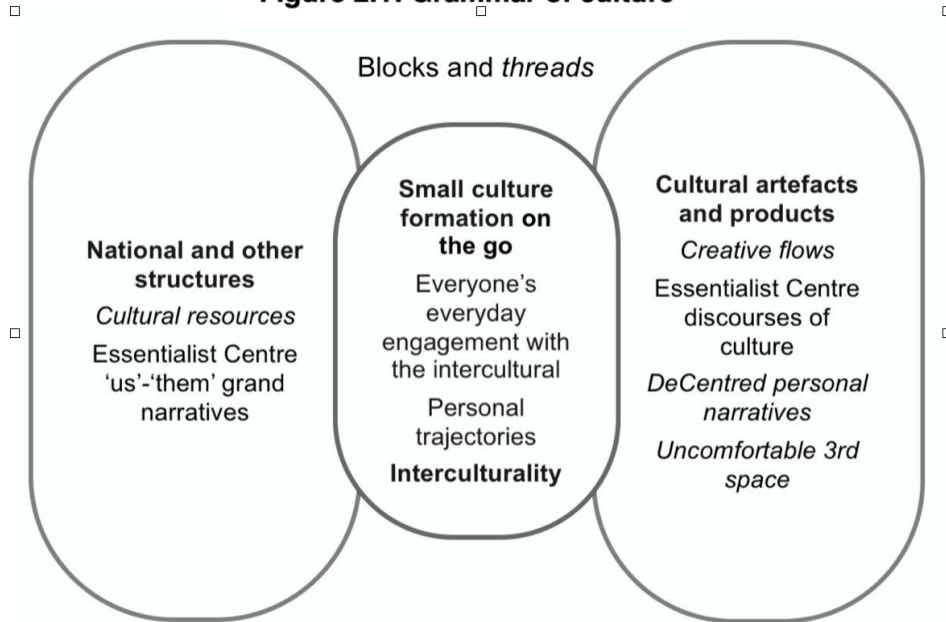 Blocks and threads
National and other
structures
Cultural resources
Essentialist Centre
‘us’-‘them’ grand
narratives
Small culture
formation on
the go
Everyone’s
everyday
engagement with
the intercultural
Personal
trajectories
Interculturality
Cultural artefacts
and products
Creative flows
Essentialist Centre
discourses of
culture
DeCentred personal
narratives
Uncomfortable 3rd
space